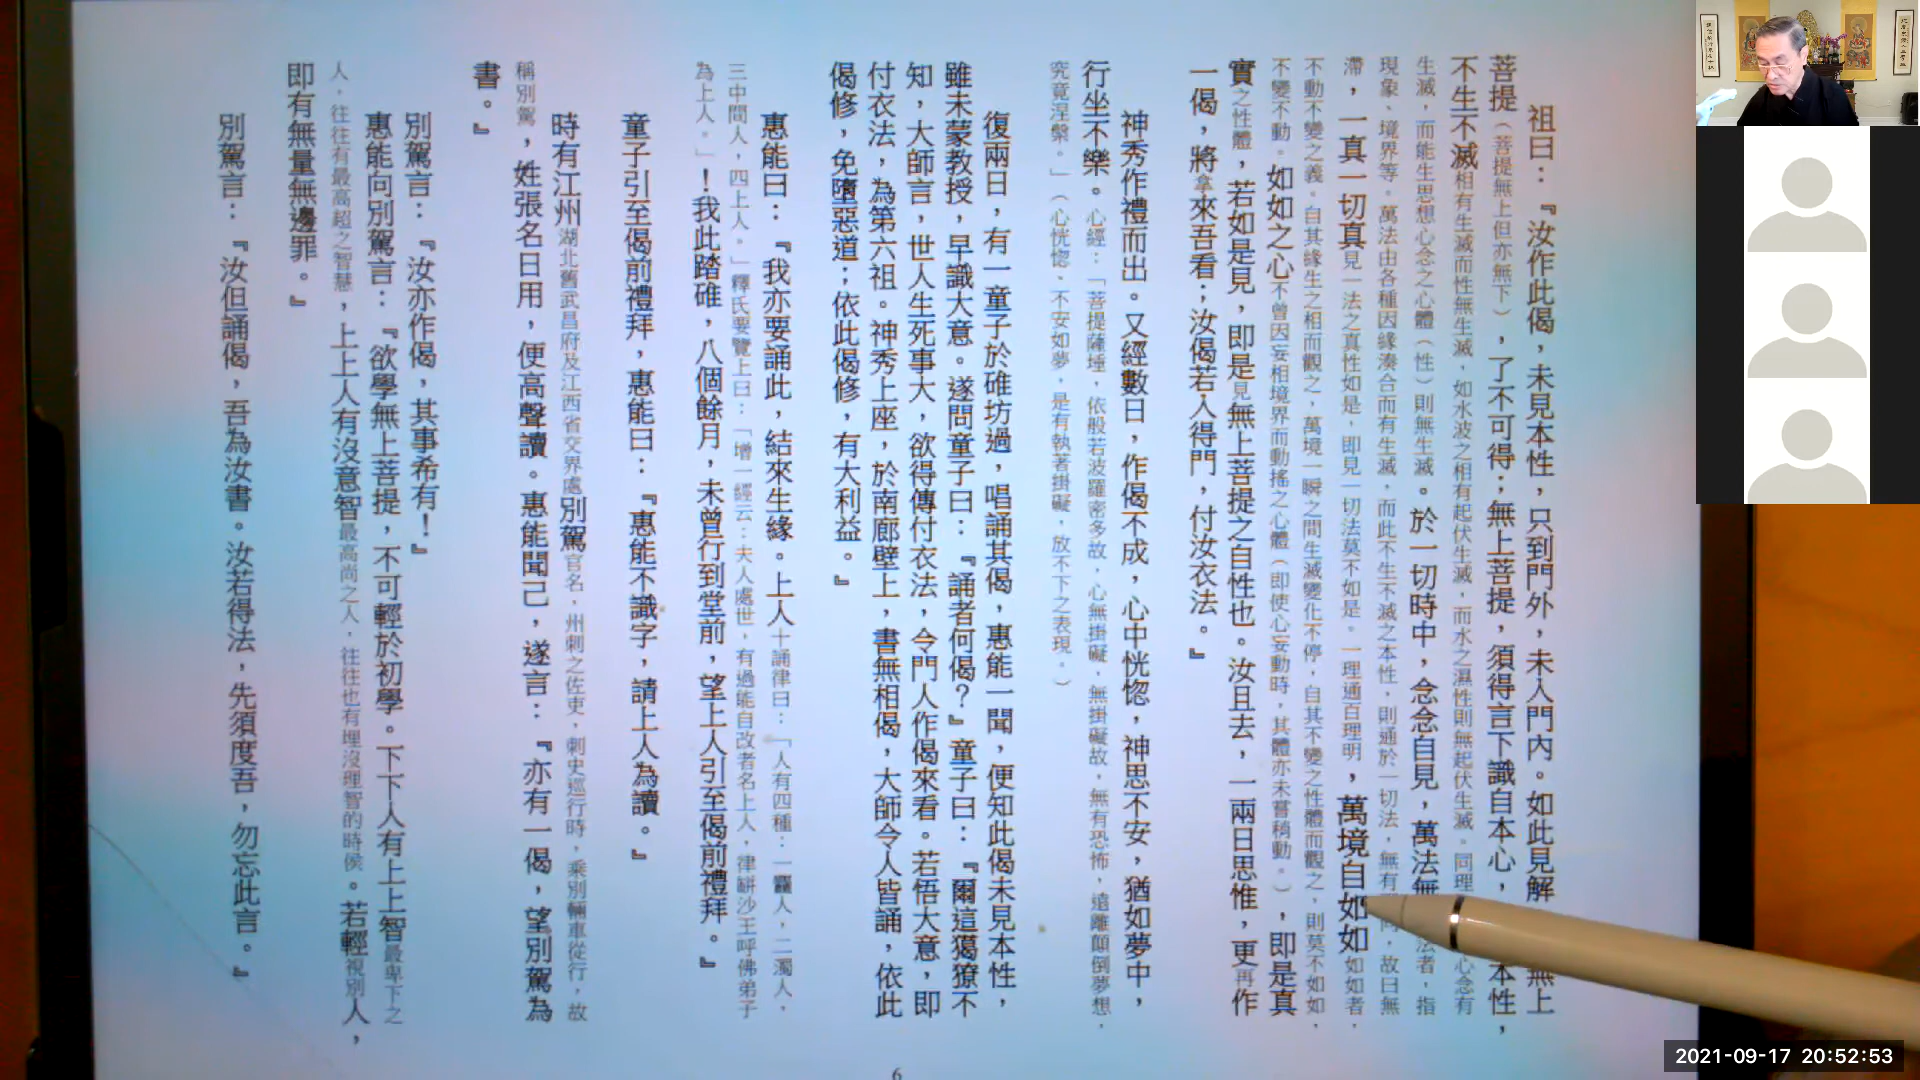 祖曰：『汝作此偈，未見本性，只到門外，未入門內。如此見解 無上
菩提（菩提無上但亦無下），了不可得；無上菩提，須得言下識自本心， 本性，
不生不滅相有生滅而性無生滅，如水波之相有起伏生滅，而水之濕性則無起伏生滅。同理 心念有
生滅，而能生思想心念之心體（性）則無生滅。於一切時中，念念自見，萬法無 法者，指
現象、境界等。萬法由各種因緣湊合而有生滅，而此不生不滅之本性，則通於一切法，無有 ，故曰無
滯，一真一切真見一法之真性如是，即見一切法莫不如是。一理通百理明，萬境自如如如如者，
不動不變之義。自其緣生之相而觀之，萬境一瞬之間生滅變化不停，自其不變之性體而觀之，則莫不如如，
不變不動。如如之心不曾因妄相境界而動搖之心體（即使心妄動時，其體亦未嘗稍動。），即是真
實之性體，若如是見，即是見無上菩提之自性也。汝且去，一兩日思惟，更再作
一偈，將拿來吾看；汝偈若入得門，付汝衣法。』
神秀作禮而出。又經數日，作偈不成，心中恍惚，神思不安，猶如夢中，
行坐不樂。心經：「菩提薩埵，依般若波羅密多故，心無掛礙，無掛礙故，無有恐怖，遠離顛倒夢想，
究竟涅槃。」（心恍惚、不安如夢，是有執著掛礙，放不下之表現。）
復兩日，有一童子於碓坊過，唱誦其偈，惠能一聞，便知此偈未見本性，
雖未蒙教授，早識大意。遂問童子曰：『誦者何偈？』童子曰：『爾這獦獠不
知，大師言，世人生死事大，欲得傳付衣法，令門人作偈來看。若悟大意，即
付衣法，為第六祖。神秀上座，於南廊壁上，書無相偈，大師令人皆誦，依此
偈修，免墮惡道；依此偈修，有大利益。』
惠能曰：『我亦要誦此，結來生緣。上人十誦律曰：「人有四種：一麤人，二濁人，
三中間人，四上人。」釋氏要覽上曰：「增一經云：夫人處世，有過能自改者名上人，律缾沙王呼佛弟子
為上人。」！我此踏碓，八個餘月，未曾行到堂前，望上人引至偈前禮拜。』
童子引至偈前禮拜，惠能曰：『惠能不識字，請上人為讀。』
時有江州湖北舊武昌府及江西省交界處別駕官名，州刺之佐吏，刺史巡行時，乘別輛車從行，故
稱別駕，姓張名日用，便高聲讀。惠能聞已，遂言：『亦有一偈，望別駕為
書。』
別駕言：『汝亦作偈，其事希有！』
惠能向別駕言：『欲學無上菩提，不可輕於初學。下下人有上上智最卑下之
人，往往有最高超之智慧，上上人有沒意智最高尚之人，往往也有埋沒理智的時侯。若輕視別人，
即有無量無邊罪。』
別駕言：『汝但誦偈，吾為汝書。汝若得法，先須度吾，勿忘此言。』
6
2021-09-17 20:52:53